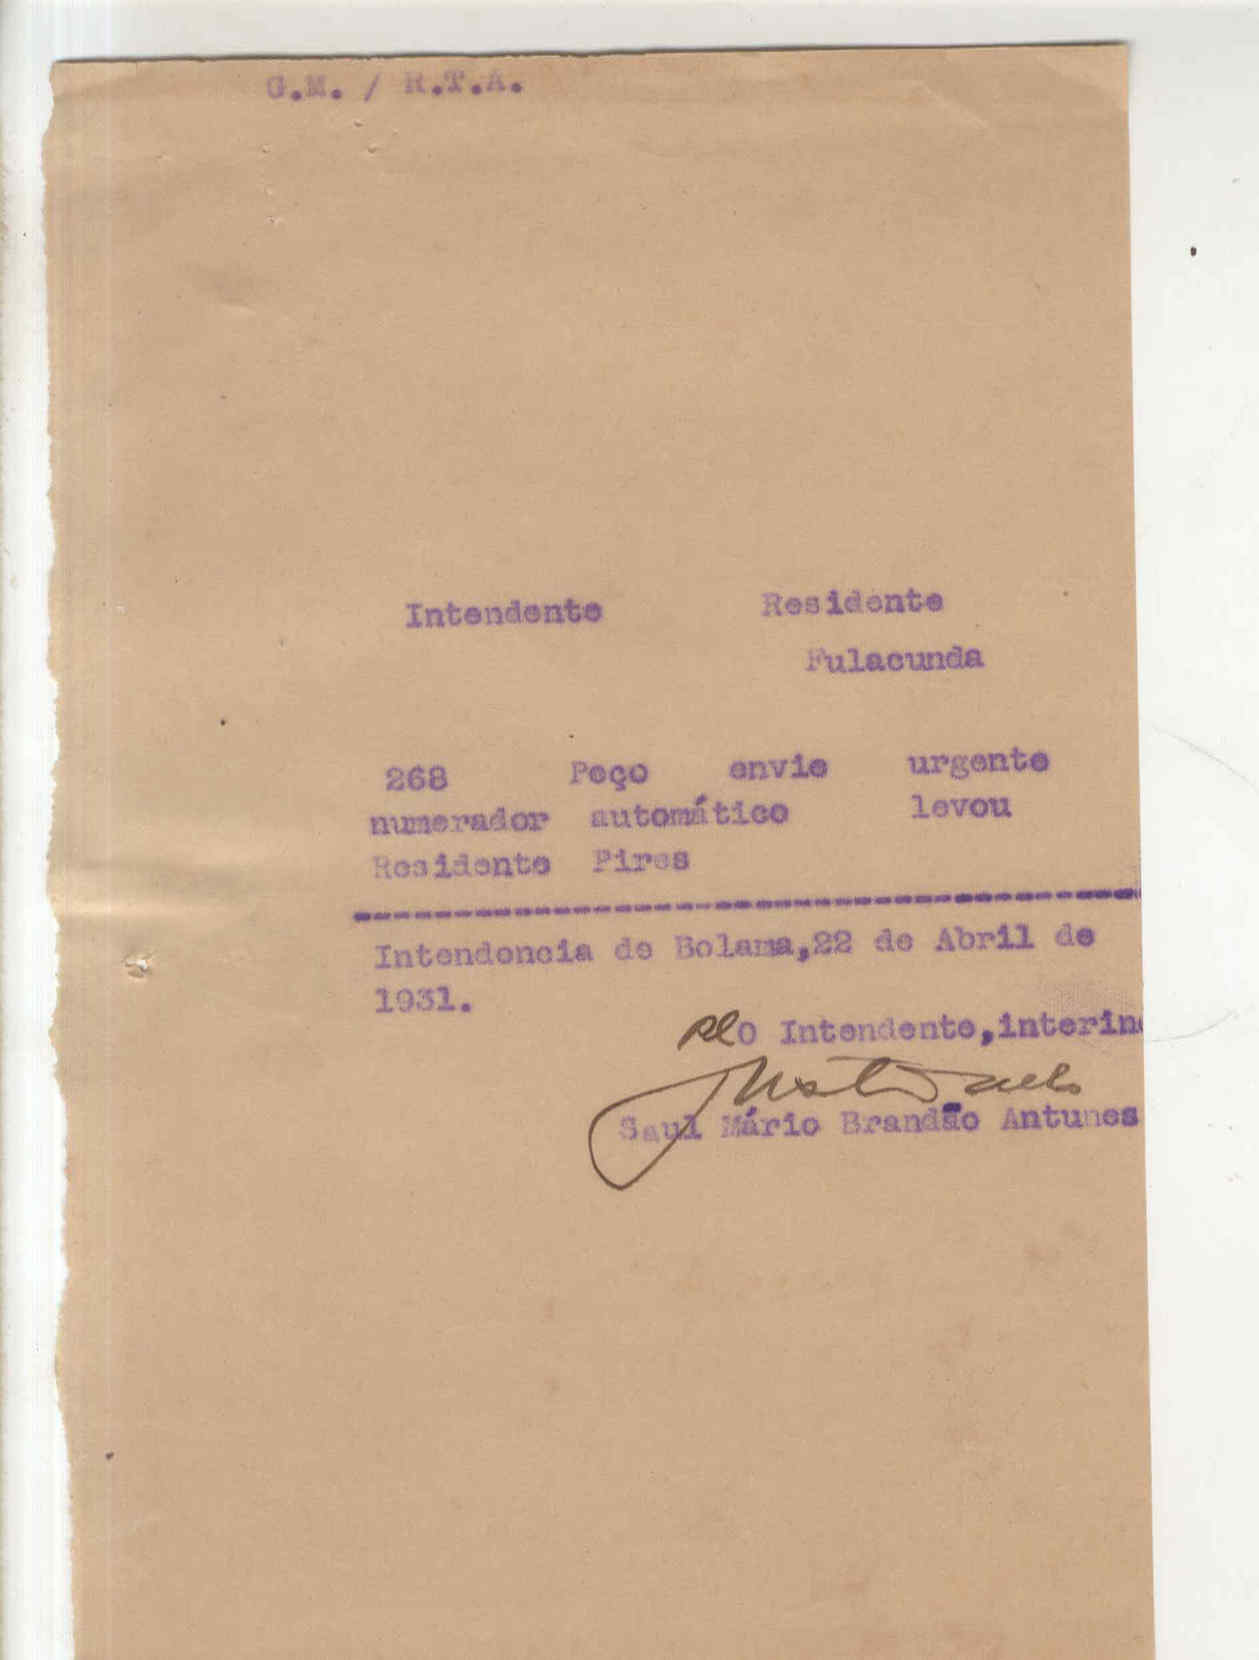 G.M. / R.T.A.
Intendente Residente
Fulacunda
268 Peço envie urgente
numerador automático levou
Residente Pires
Intendencia de Bolama,22 de Abril de
1931.
O Intendente,interino
Saul Mário Brandão Antunes